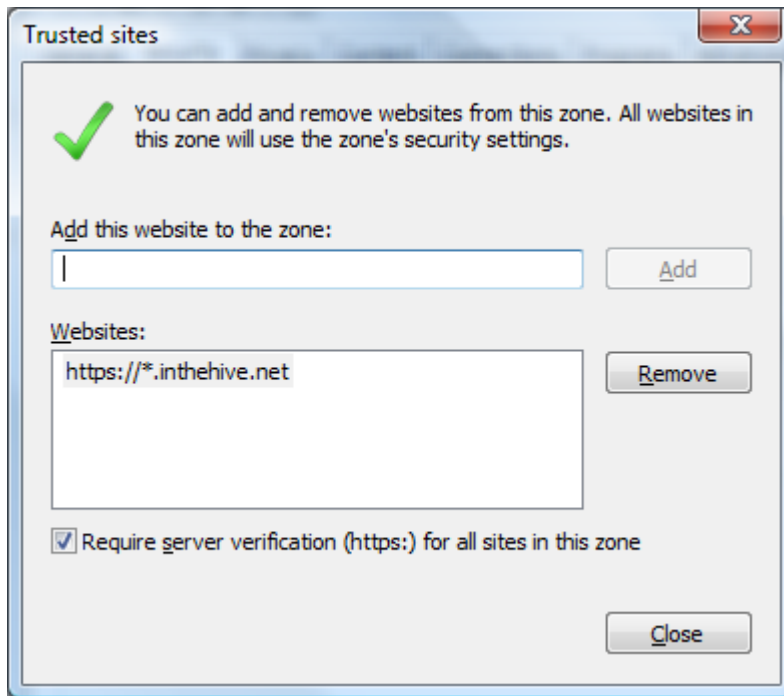 Trusted sites
You can add and remove websites from this zone. All websites in
this zone will use the zone's security settings.
Add this website to the zone:
Add
Websites:
https://*.inthehive.net
Remove
Require server verification (https:) for all sites in this zone
Close